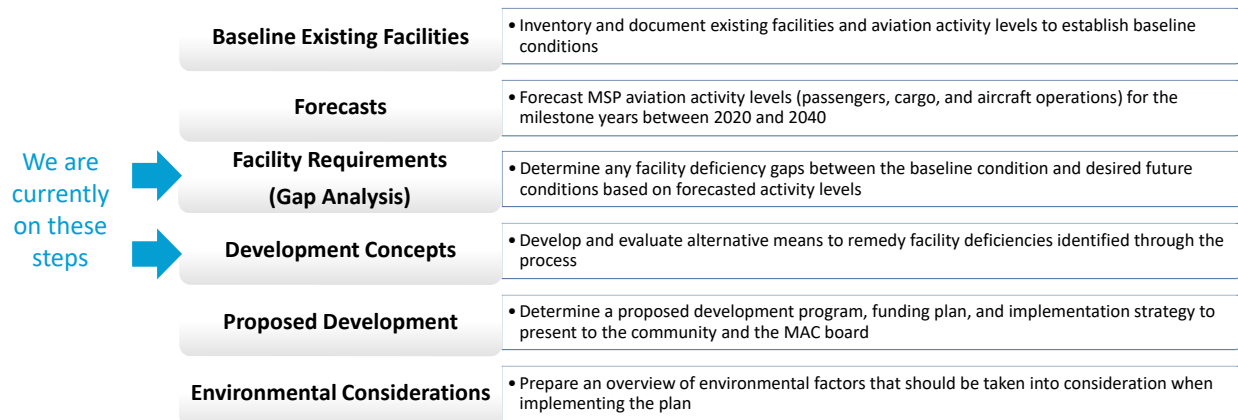 Baseline Existing Facilities
• Inventory and document existing facilities and aviation activity levels to establish baseline
conditions
Forecasts
• Forecast MSP aviation activity levels (passengers, cargo, and aircraft operations) for the
milestone years between 2020 and 2040
We are
currently
on these
steps
Facility Requirements
(Gap Analysis)
• Determine any facility deficiency gaps between the baseline condition and desired future
conditions based on forecasted activity levels
Development Concepts
• Develop and evaluate alternative means to remedy facility deficiencies identified through the
process
Proposed Development
• Determine a proposed development program, funding plan, and implementation strategy to
present to the community and the MAC board
Environmental Considerations
• Prepare an overview of environmental factors that should be taken into consideration when
implementing the plan